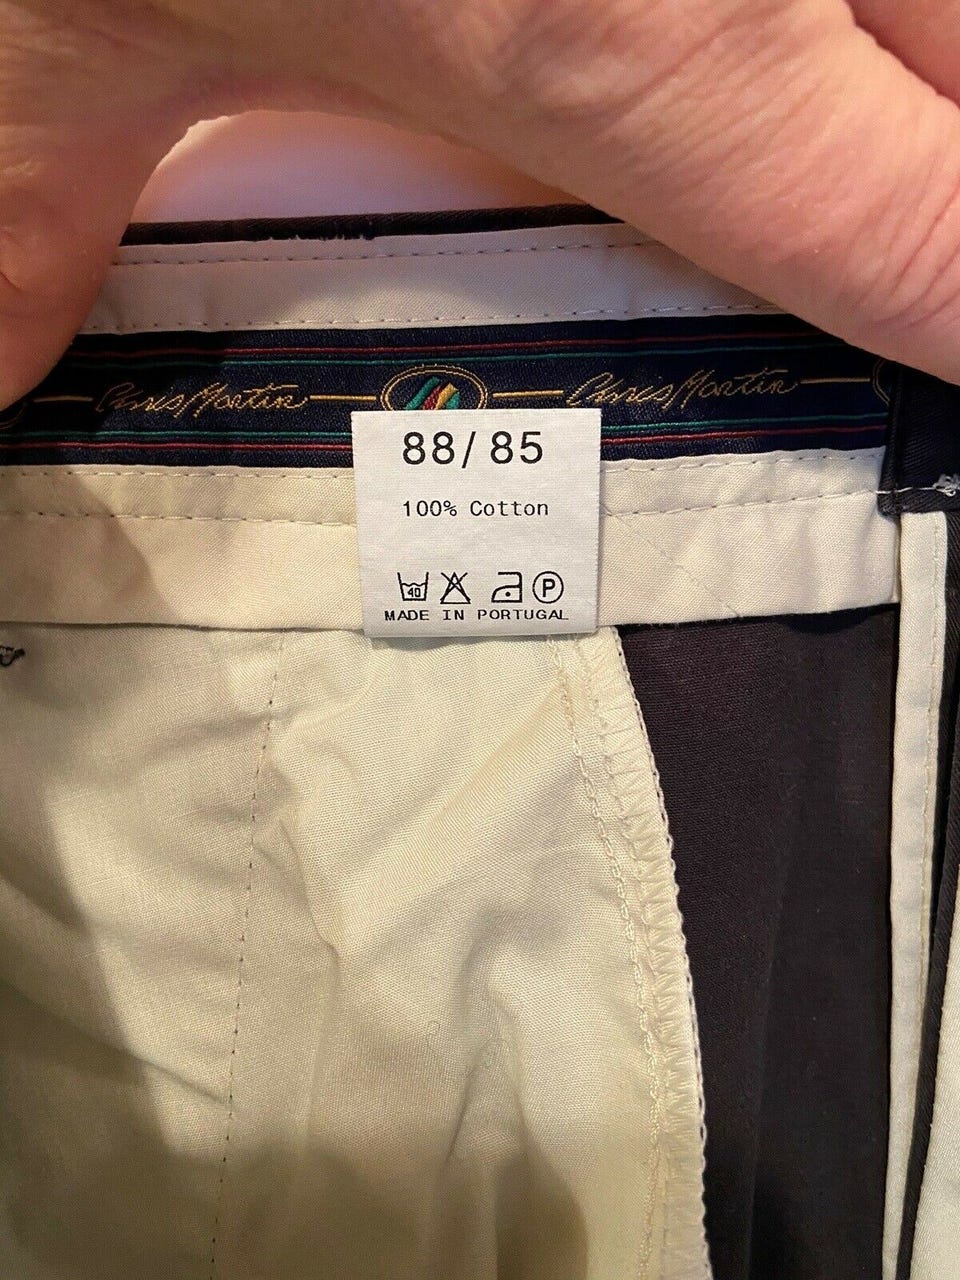 Chris Martin Chris Martin
88/85
100% Cotton
40 P
MADE IN PORTUGAL